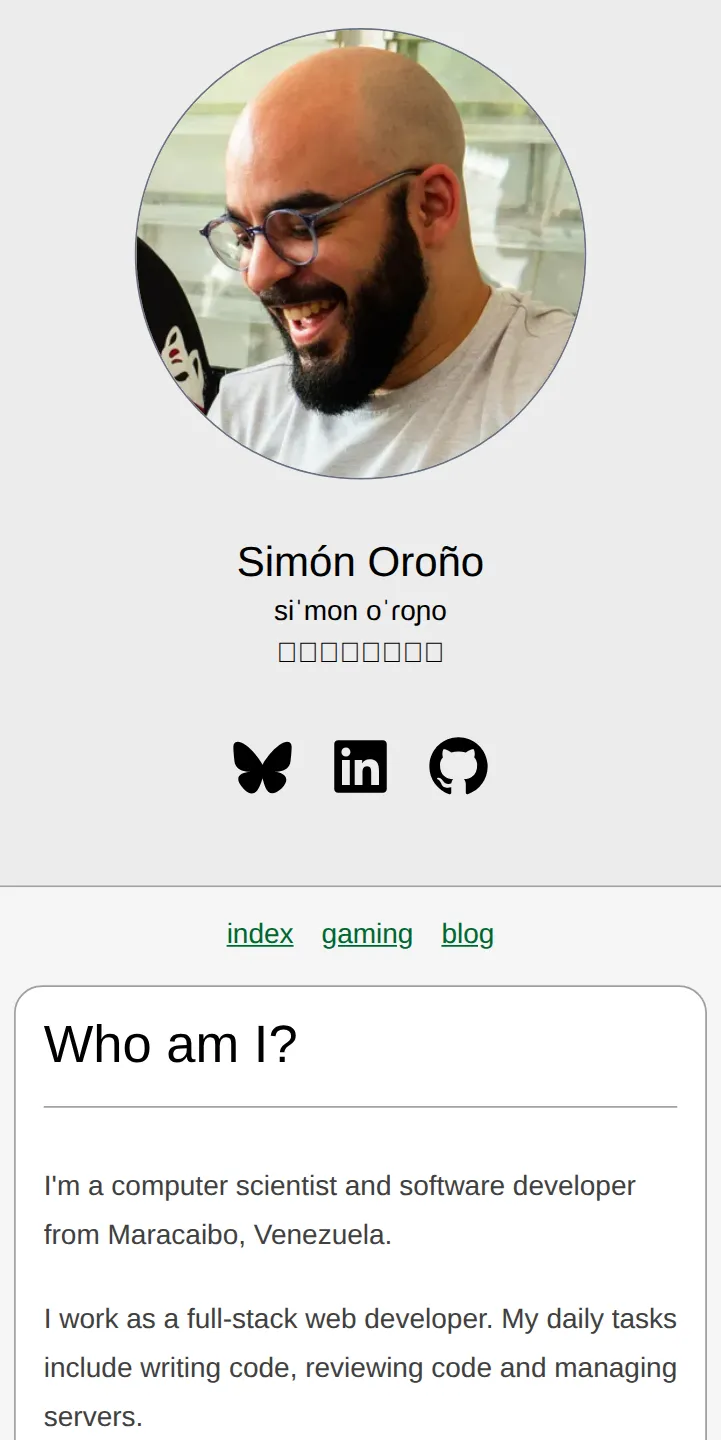 Simón Oroño
siˈmon oˈɾoɲo
index gaming blog
Who am I?
I'm a computer scientist and software developer
from Maracaibo, Venezuela.
I work as a full-stack web developer. My daily tasks
include writing code, reviewing code and managing
servers.